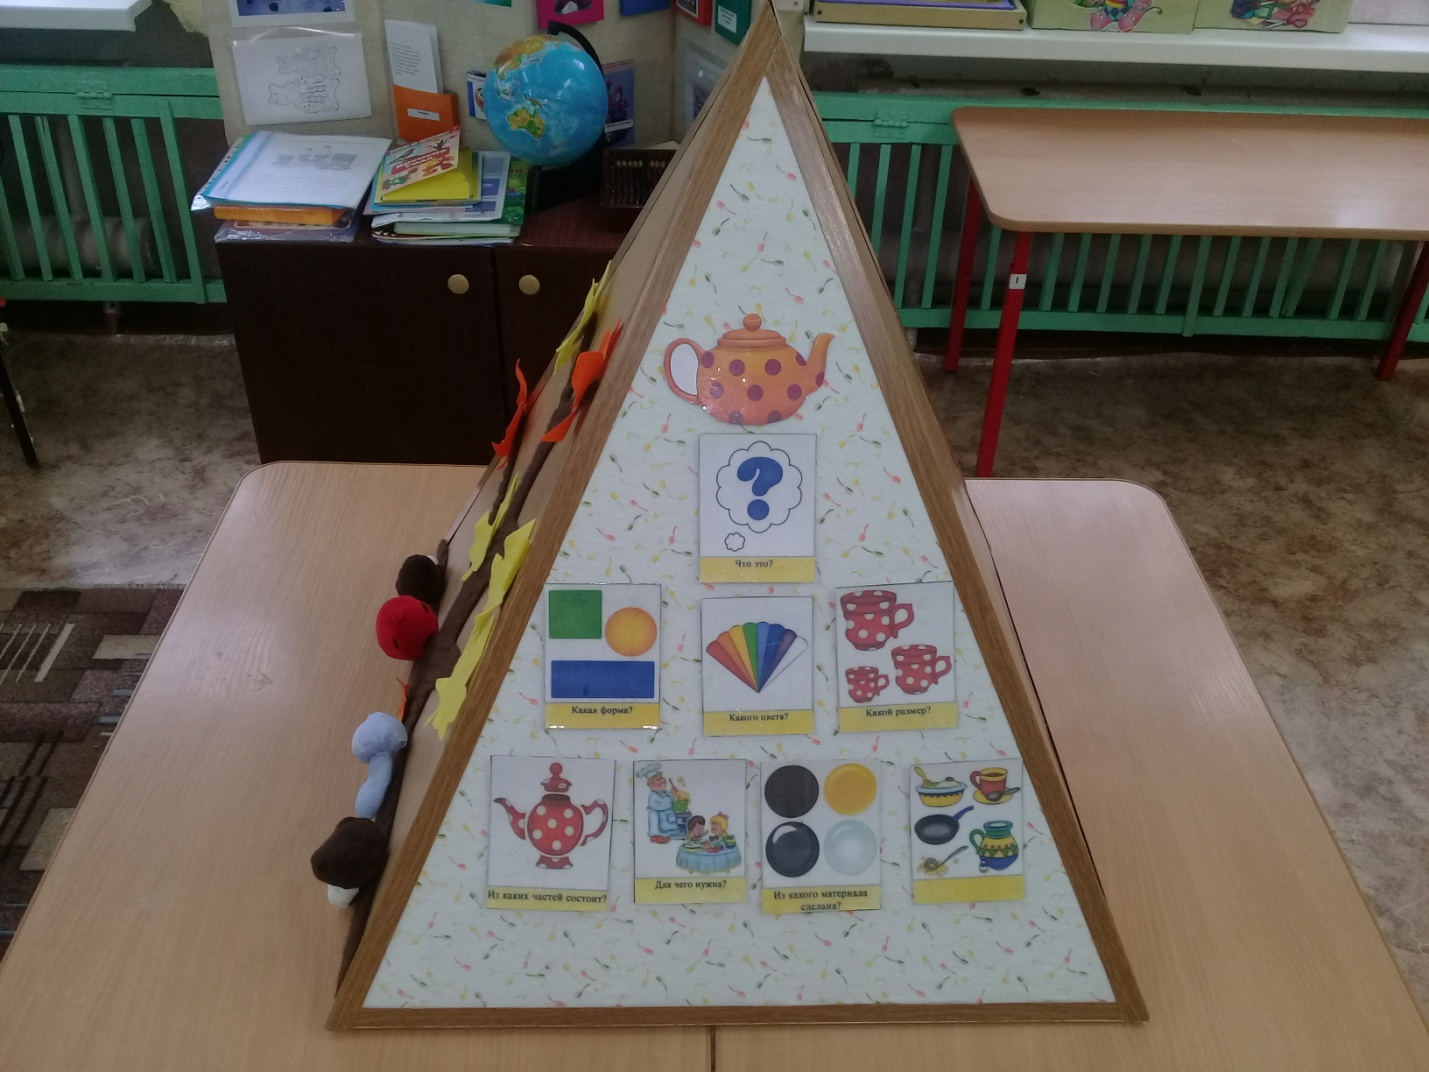 Что это?
Какая форма?
Какого цвета?
Какой размер?
Из каких частей состоит?
Для чего нужна?
Из какого материала
сделана?
1